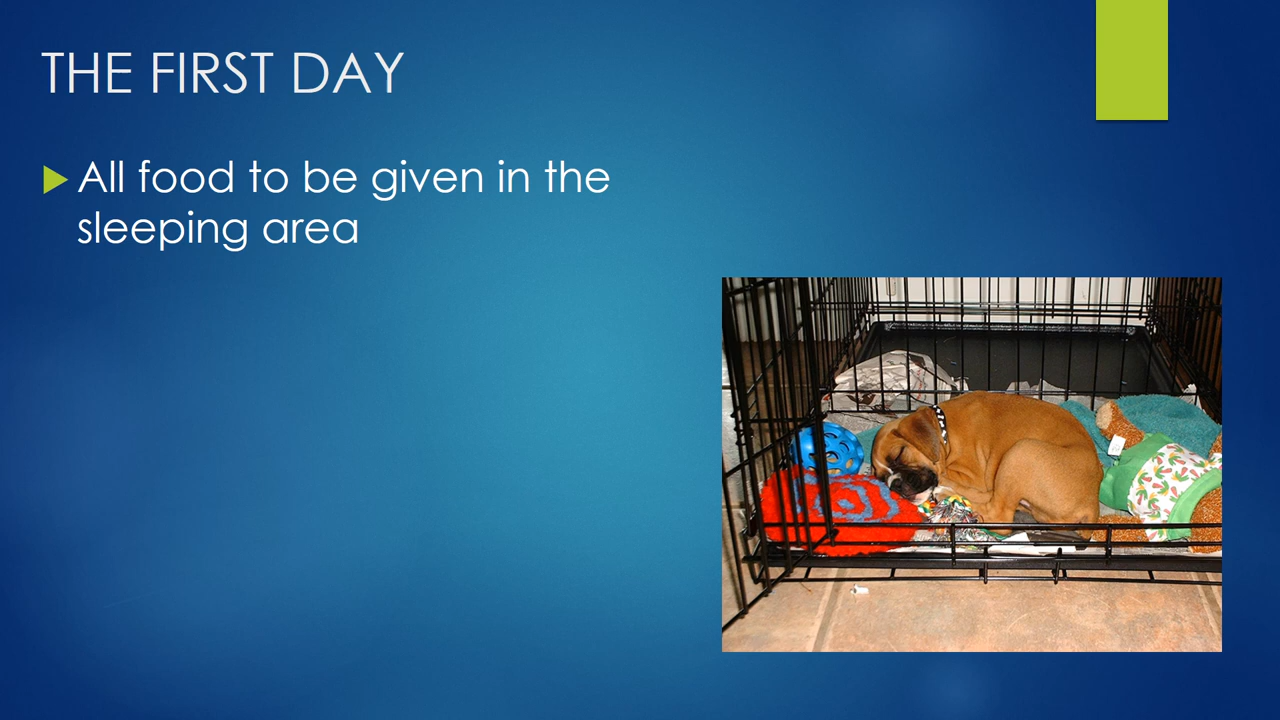 THE FIRST DAY
All food to be given in the
sleeping area